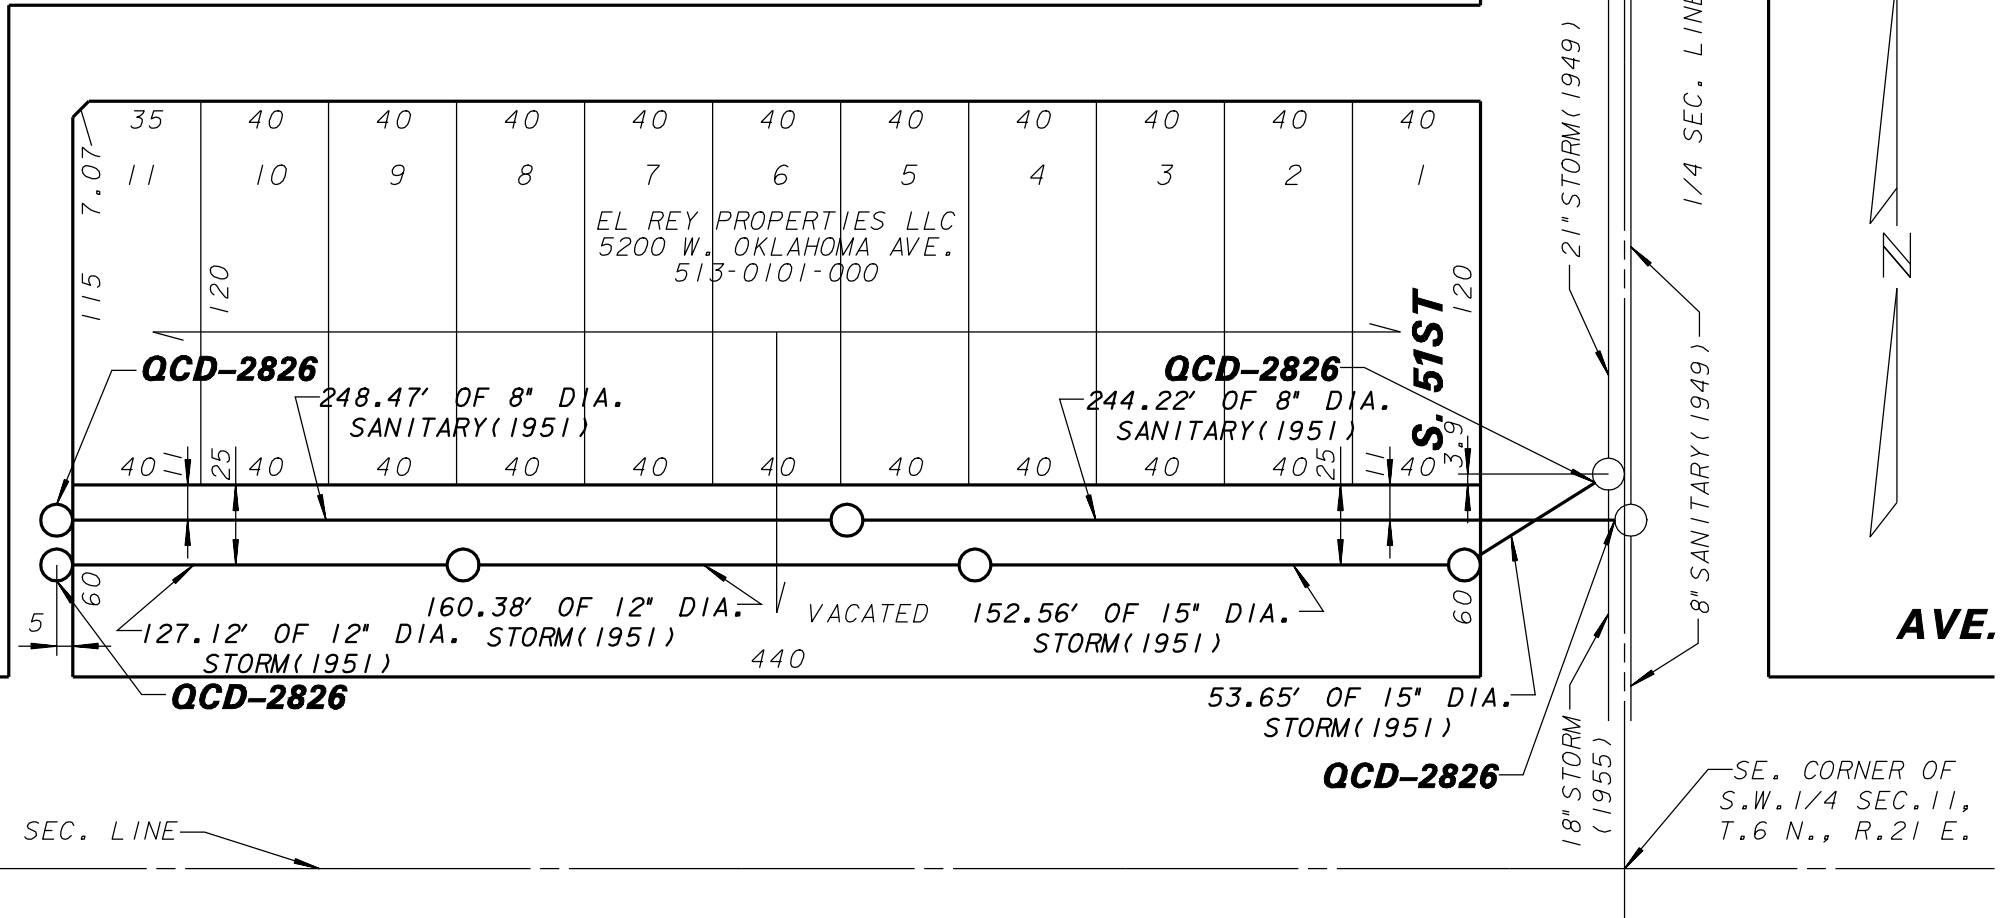 35 40 40 40 40 40 40 40 40 40 40
11 10 9 8 7 6 5 4 3 2 1
7.07
115
120
EL REY PROPERTIES LLC
5200 W. OKLAHOMA AVE.
513-0101-000
120
S. 51ST
21" STORM(1949)
1/4 SEC. LINE
N
QCD-2826
248.47' OF 8" DIA.
SANITARY(1951)
QCD-2826
244.22' OF 8" DIA.
SANITARY(1951)
8" SANITARY(1949)
40 11 25 40 40 40 40 40 40 40 40 40 25 11 40 3.9
60
5
127.12' OF 12" DIA.
STORM(1951)
160.38' OF 12" DIA.
STORM(1951)
VACATED
152.56' OF 15" DIA.
STORM(1951)
60
AVE.
440
QCD-2826
53.65' OF 15" DIA.
STORM(1951)
QCD-2826
18" STORM
(1955)
SE. CORNER OF
S.W. 1/4 SEC. 11,
T.6 N., R.21 E.
SEC. LINE